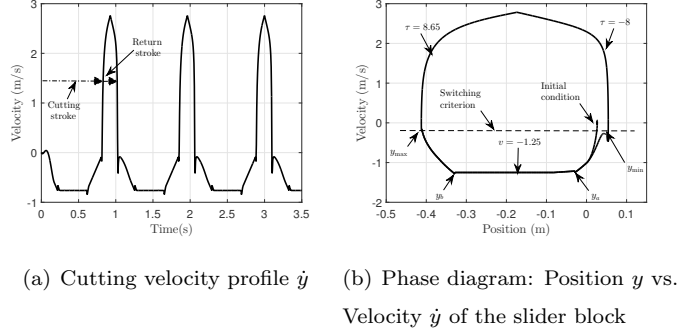 3
2
1
0
-1
Velocity (m/s)
Return
stroke
Cutting
stroke
0 0.5 1 1.5 2 2.5 3 3.5
Time(s)
(a) Cutting velocity profile ẏ
3
2
1
0
-1
-2
Velocity (m/s)
τ = 8.65
τ = −8
Switching
criterion
Initial
condition
y_max
v = −1.25
y_min
y_b
y_a
-0.5 -0.4 -0.3 -0.2 -0.1 0 0.1
Position (m)
(b) Phase diagram: Position y vs.
Velocity ẏ of the slider block